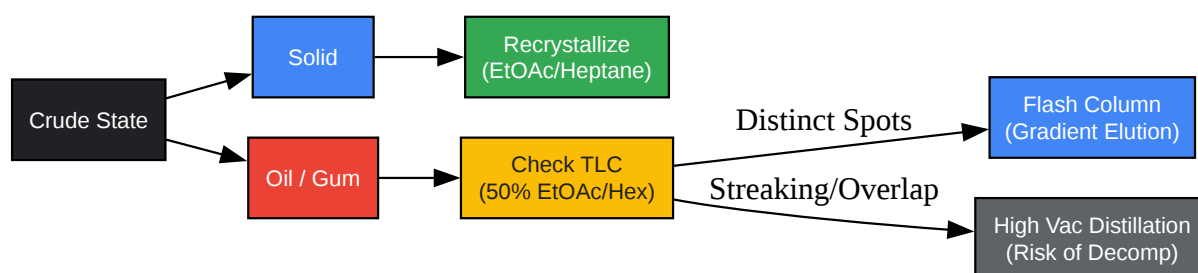 Crude State
Solid
Oil / Gum
Recrystallize
(EtOAc/Heptane)
Check TLC
(50% EtOAc/Hex)
Distinct Spots
Streaking/Overlap
Flash Column
(Gradient Elution)
High Vac Distillation
(Risk of Decomp)